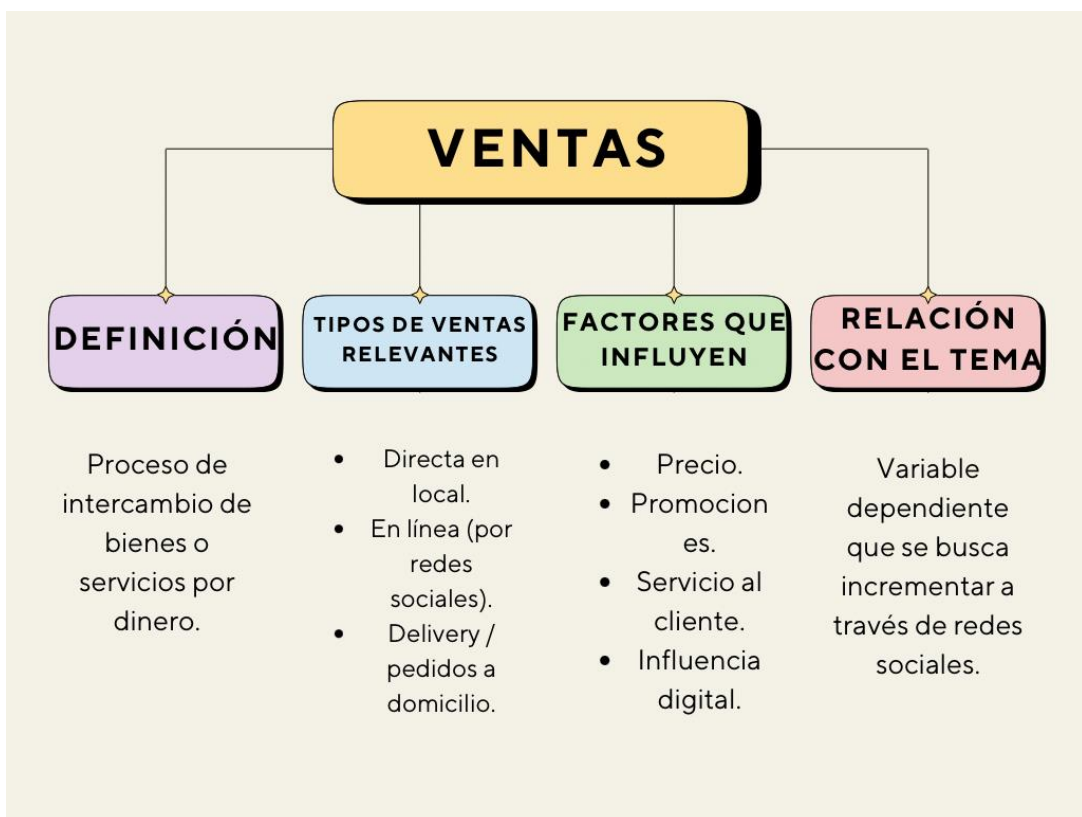 VENTAS
DEFINICIÓN
Proceso de
intercambio de
bienes o
servicios por
dinero.
TIPOS DE VENTAS
RELEVANTES
• Directa en
local.
• En línea (por
redes
sociales).
• Delivery /
pedidos a
domicilio.
FACTORES QUE
INFLUYEN
• Precio.
• Promocion
es.
• Servicio al
cliente.
• Influencia
digital.
RELACIÓN
CON EL TEMA
Variable
dependiente
que se busca
incrementar a
través de redes
sociales.